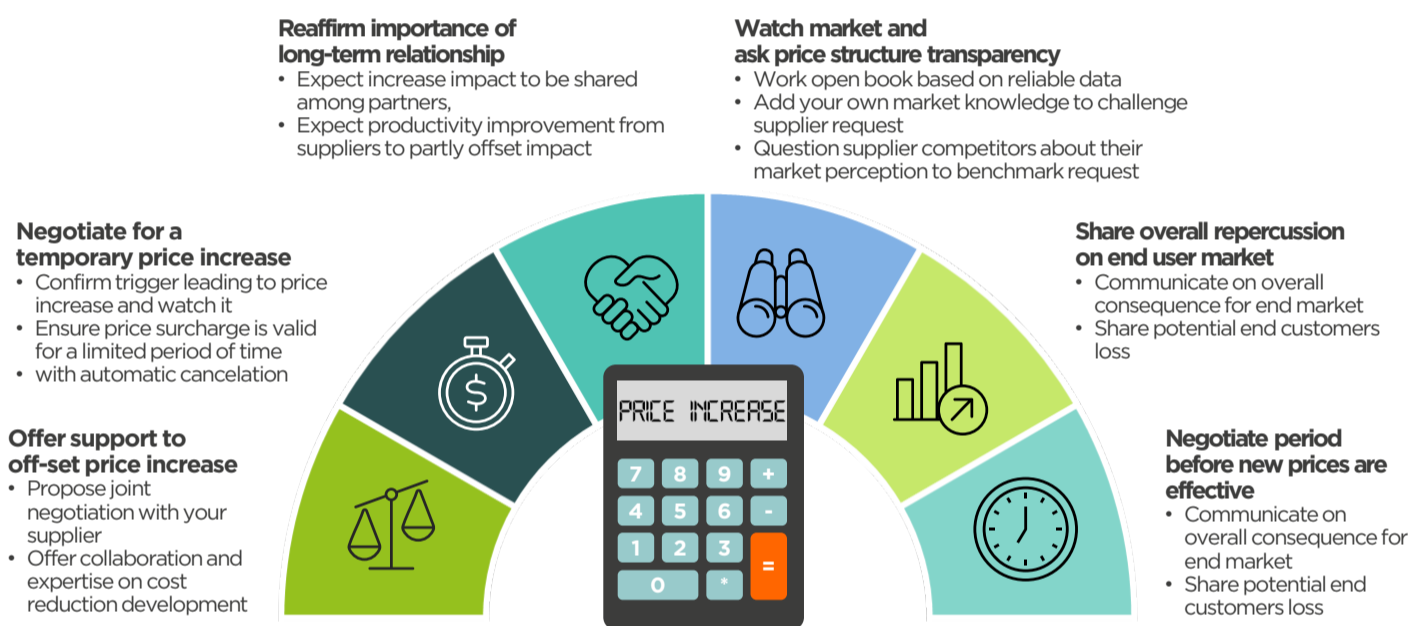 Reaffirm importance of
long-term relationship
• Expect increase impact to be shared
among partners,
• Expect productivity improvement from
suppliers to partly offset impact
Watch market and
ask price structure transparency
• Work open book based on reliable data
• Add your own market knowledge to challenge
supplier request
• Question supplier competitors about their
market perception to benchmark request
Negotiate for a
temporary price increase
• Confirm trigger leading to price
increase and watch it
• Ensure price surcharge is valid
for a limited period of time
• with automatic cancelation
Share overall repercussion
on end user market
• Communicate on overall
consequence for end market
• Share potential end customers
loss
Offer support to
off-set price increase
• Propose joint
negotiation with your
supplier
• Offer collaboration and
expertise on cost
reduction development
Negotiate period
before new prices are
effective
• Communicate on
overall consequence for
end market
• Share potential end
customers loss
$
PRICE INCREASE
7 8 9 +
4 5 6 -
1 2 3 =
0 *